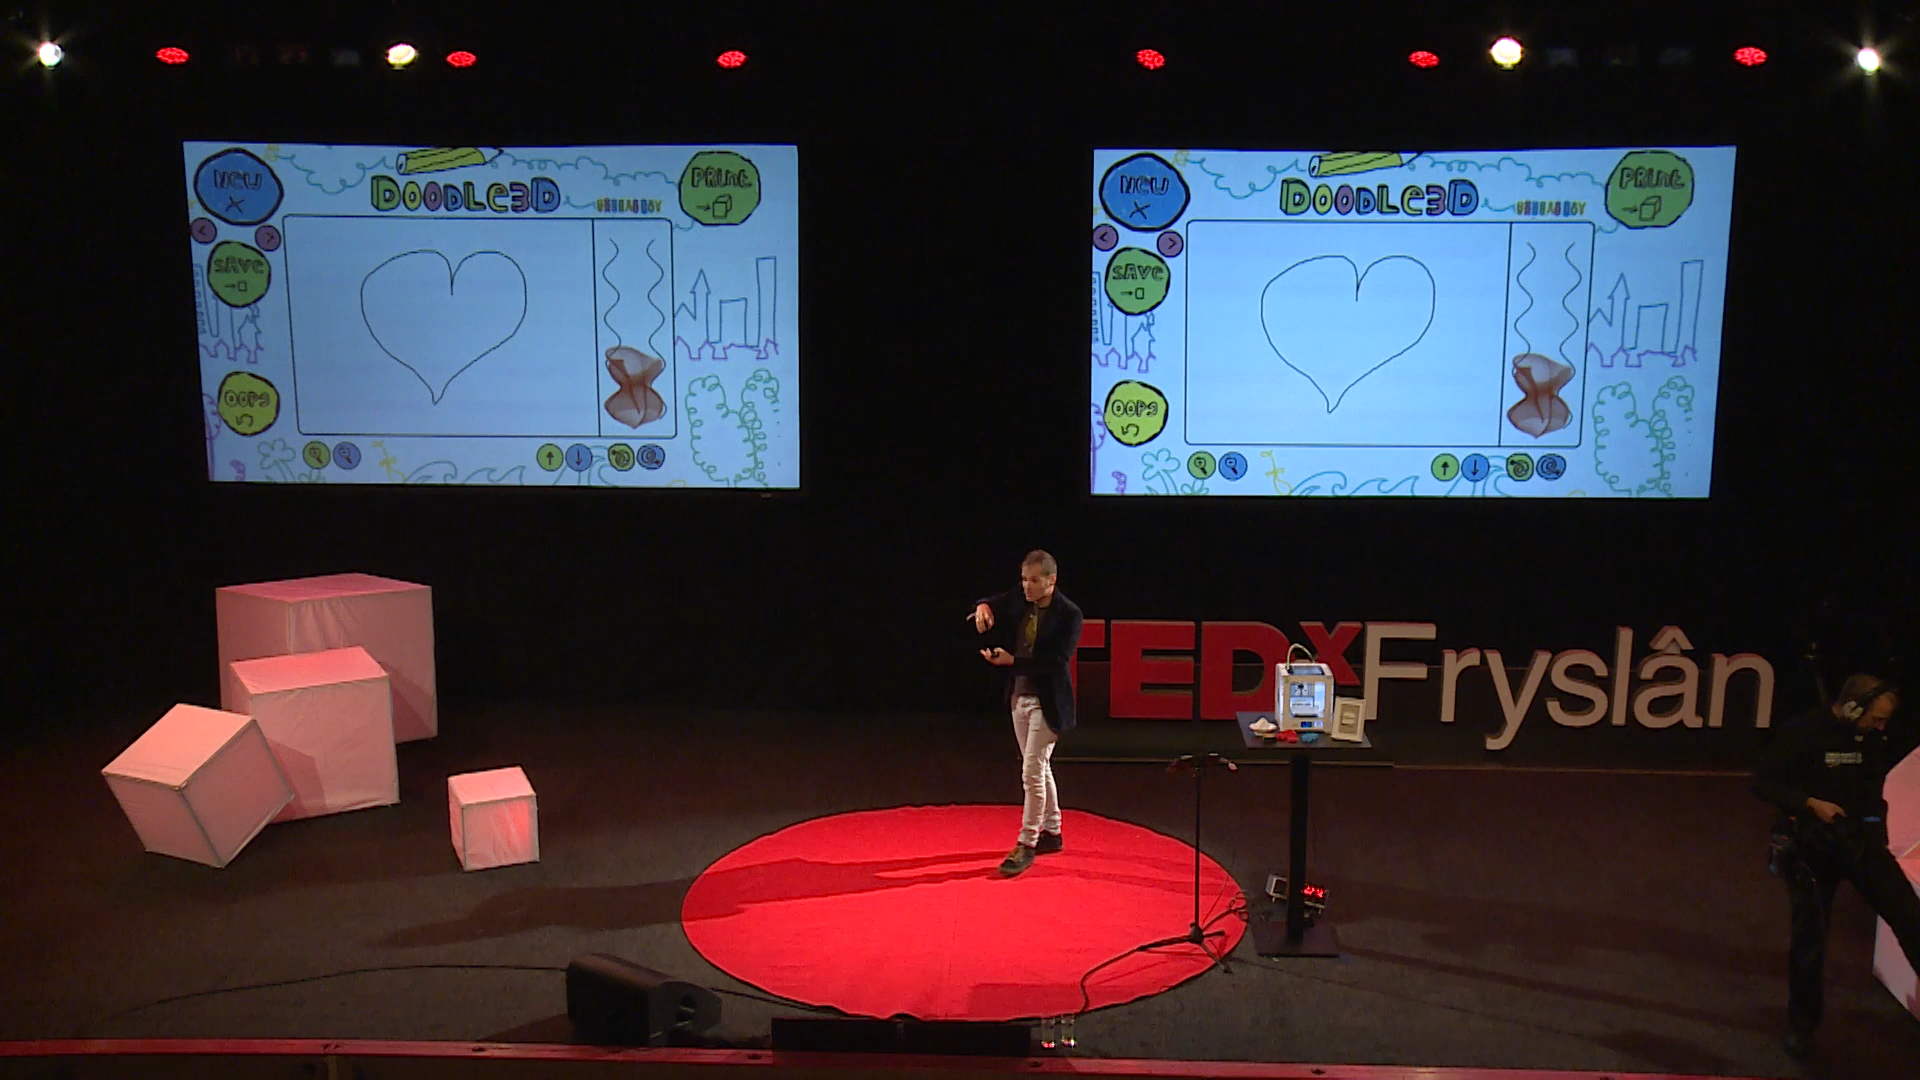 New
X
Doodle3D
PRint
SAVe
OOPS
New
X
Doodle3D
PRint
SAVe
OOPS
TEDxFryslân